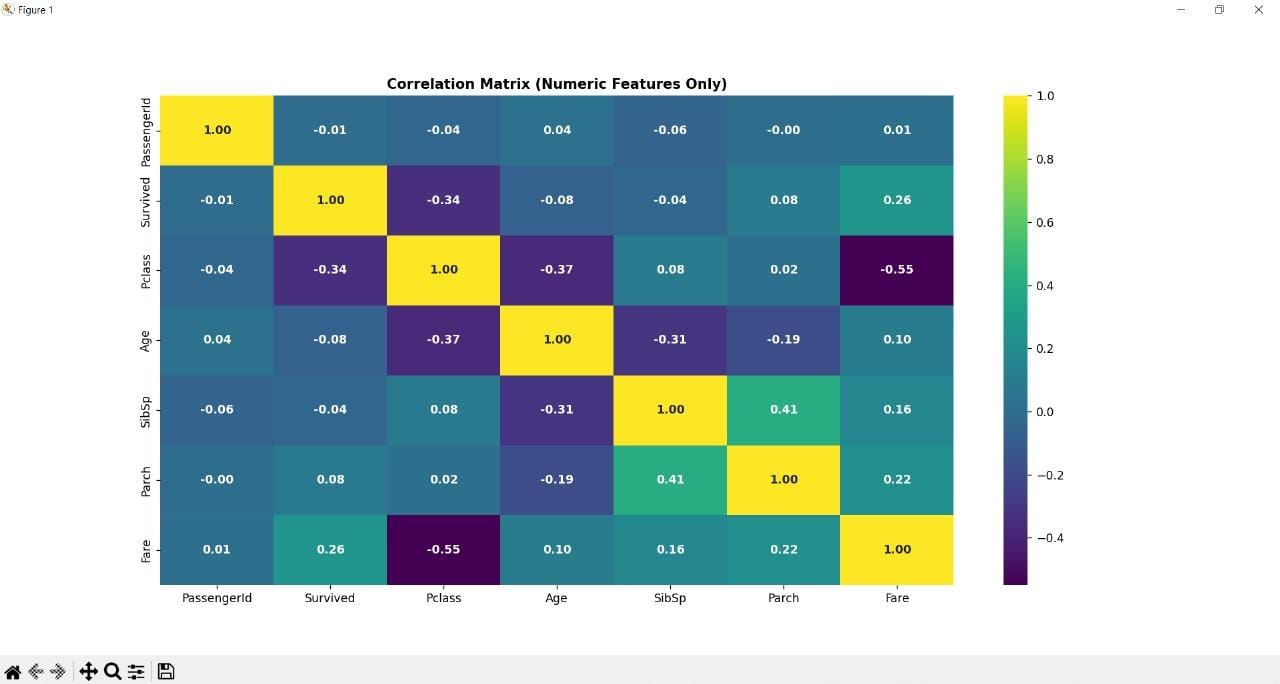 Figure 1
Correlation Matrix (Numeric Features Only)
PassengerId 1.00 -0.01 -0.04 0.04 -0.06 -0.00 0.01
Survived -0.01 1.00 -0.34 -0.08 -0.04 0.08 0.26
Pclass -0.04 -0.34 1.00 -0.37 0.08 0.02 -0.55
Age 0.04 -0.08 -0.37 1.00 -0.31 -0.19 0.10
SibSp -0.06 -0.04 0.08 -0.31 1.00 0.41 0.16
Parch -0.00 0.08 0.02 -0.19 0.41 1.00 0.22
Fare 0.01 0.26 -0.55 0.10 0.16 0.22 1.00
PassengerId Survived Pclass Age SibSp Parch Fare
1.0
0.8
0.6
0.4
0.2
0.0
−0.2
−0.4